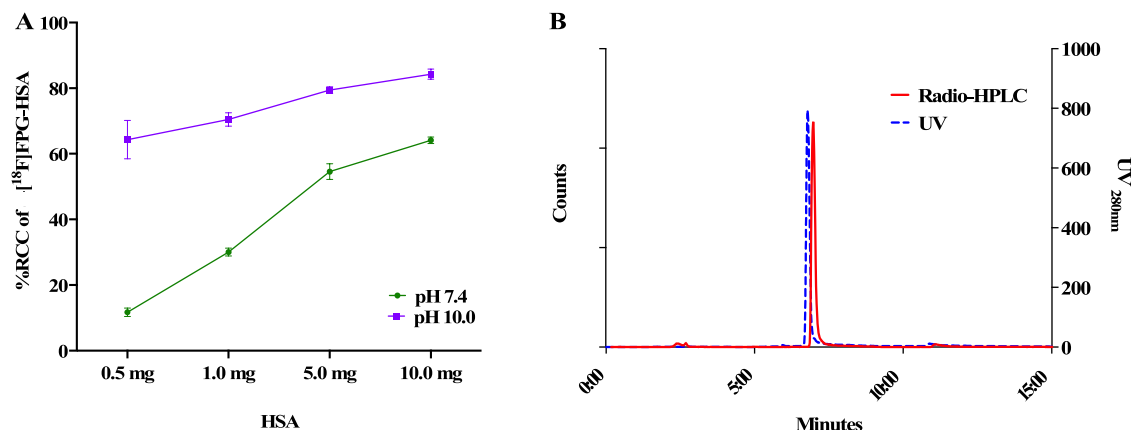 A
%RCC of [¹⁸F]FPG-HSA
100
80
60
40
20
0
0.5 mg
1.0 mg
5.0 mg
10.0 mg
HSA
pH 7.4
pH 10.0
B
Counts
1000
800
600
400
200
0
UV 280nm
Radio-HPLC
UV
0:00
5:00
10:00
15:00
Minutes